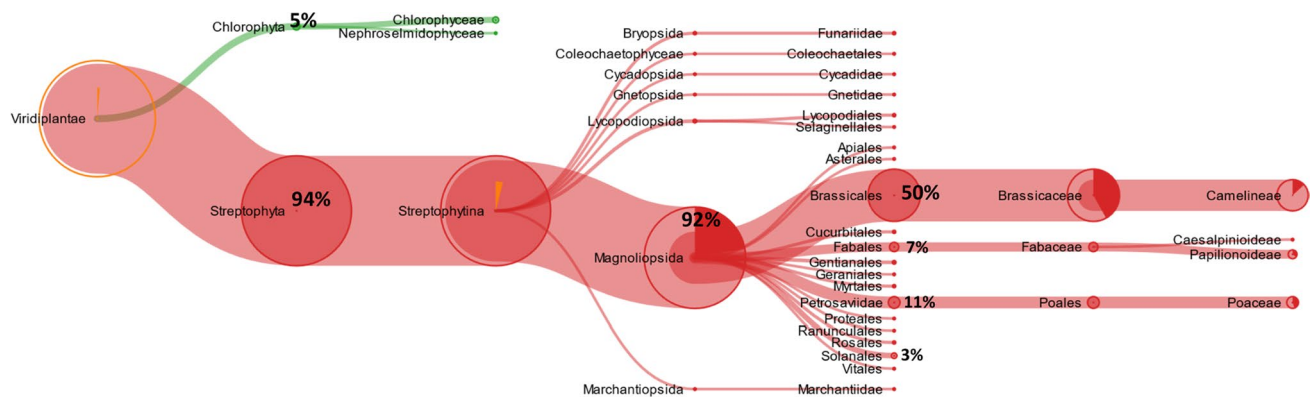 Chlorophyta 5%
Chlorophyceae
Nephroselmidophyceae
Viridiplantae
Streptophyta 94%
Streptophytina
Bryopsida
Funariidae
Coleochaetophyceae
Coleochaetales
Cycadopsida
Cycadidae
Gnetopsida
Gnetidae
Lycopodiopsida
Lycopodiales
Selaginellales
Magnoliopsida
92%
Apiales
Asterales
Brassicales 50%
Brassicaceae
Camelineae
Cucurbitales
Fabales 7%
Fabaceae
Caesalpinioideae
Papilionoideae
Gentianales
Geraniales
Myrtales
Petrosaviidae 11%
Poales
Poaceae
Proteales
Ranunculales
Rosales
Solanales 3%
Vitales
Marchantiopsida
Marchantiidae